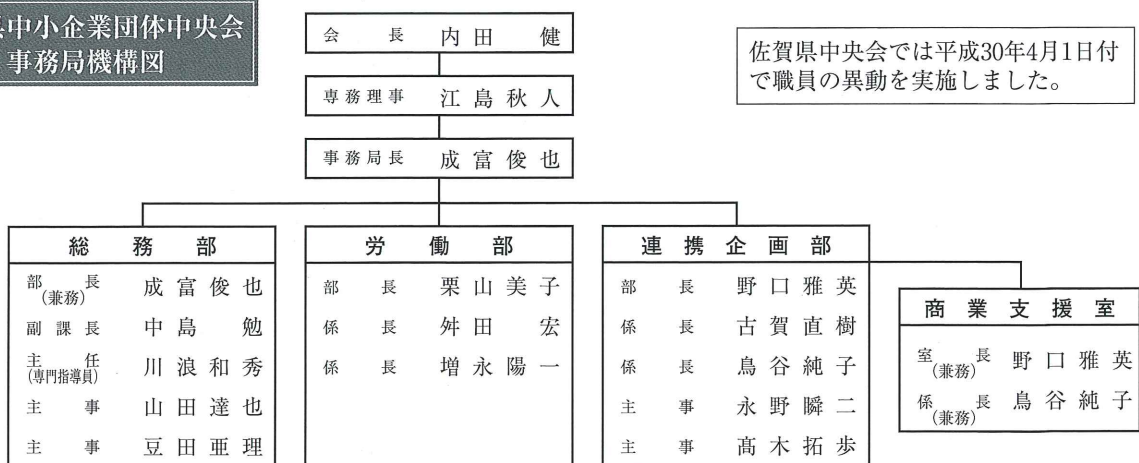 県中小企業団体中央会
事務局機構図
佐賀県中央会では平成30年4月1日付
で職員の異動を実施しました。
会長 内田 健
専務理事 江島秋人
事務局長 成富俊也
総務部
部長(兼務) 成富俊也
副課長 中島 勉
主任(専門指導員) 川浪和秀
主事 山田達也
主事 豆田亜理
労働部
部長 栗山美子
係長 舛田 宏
係長 増永陽一
連携企画部
部長 野口雅英
係長 古賀直樹
係長 鳥谷純子
主事 永野瞬二
主事 髙木拓歩
商業支援室
室長(兼務) 野口雅英
係長(兼務) 鳥谷純子